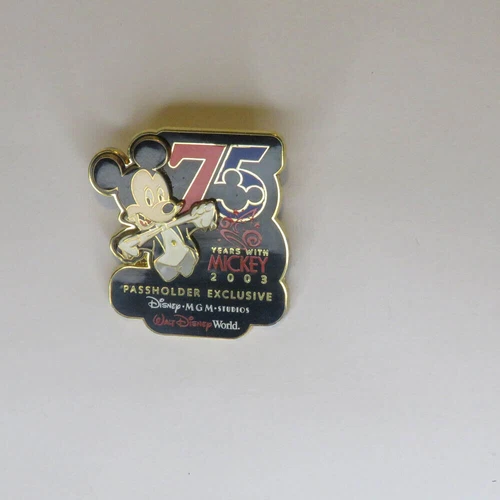 75
YEARS WITH
MICKEY
2003
PASSHOLDER EXCLUSIVE
Disney • MGM • STUDIOS
WALT DISNEY World.